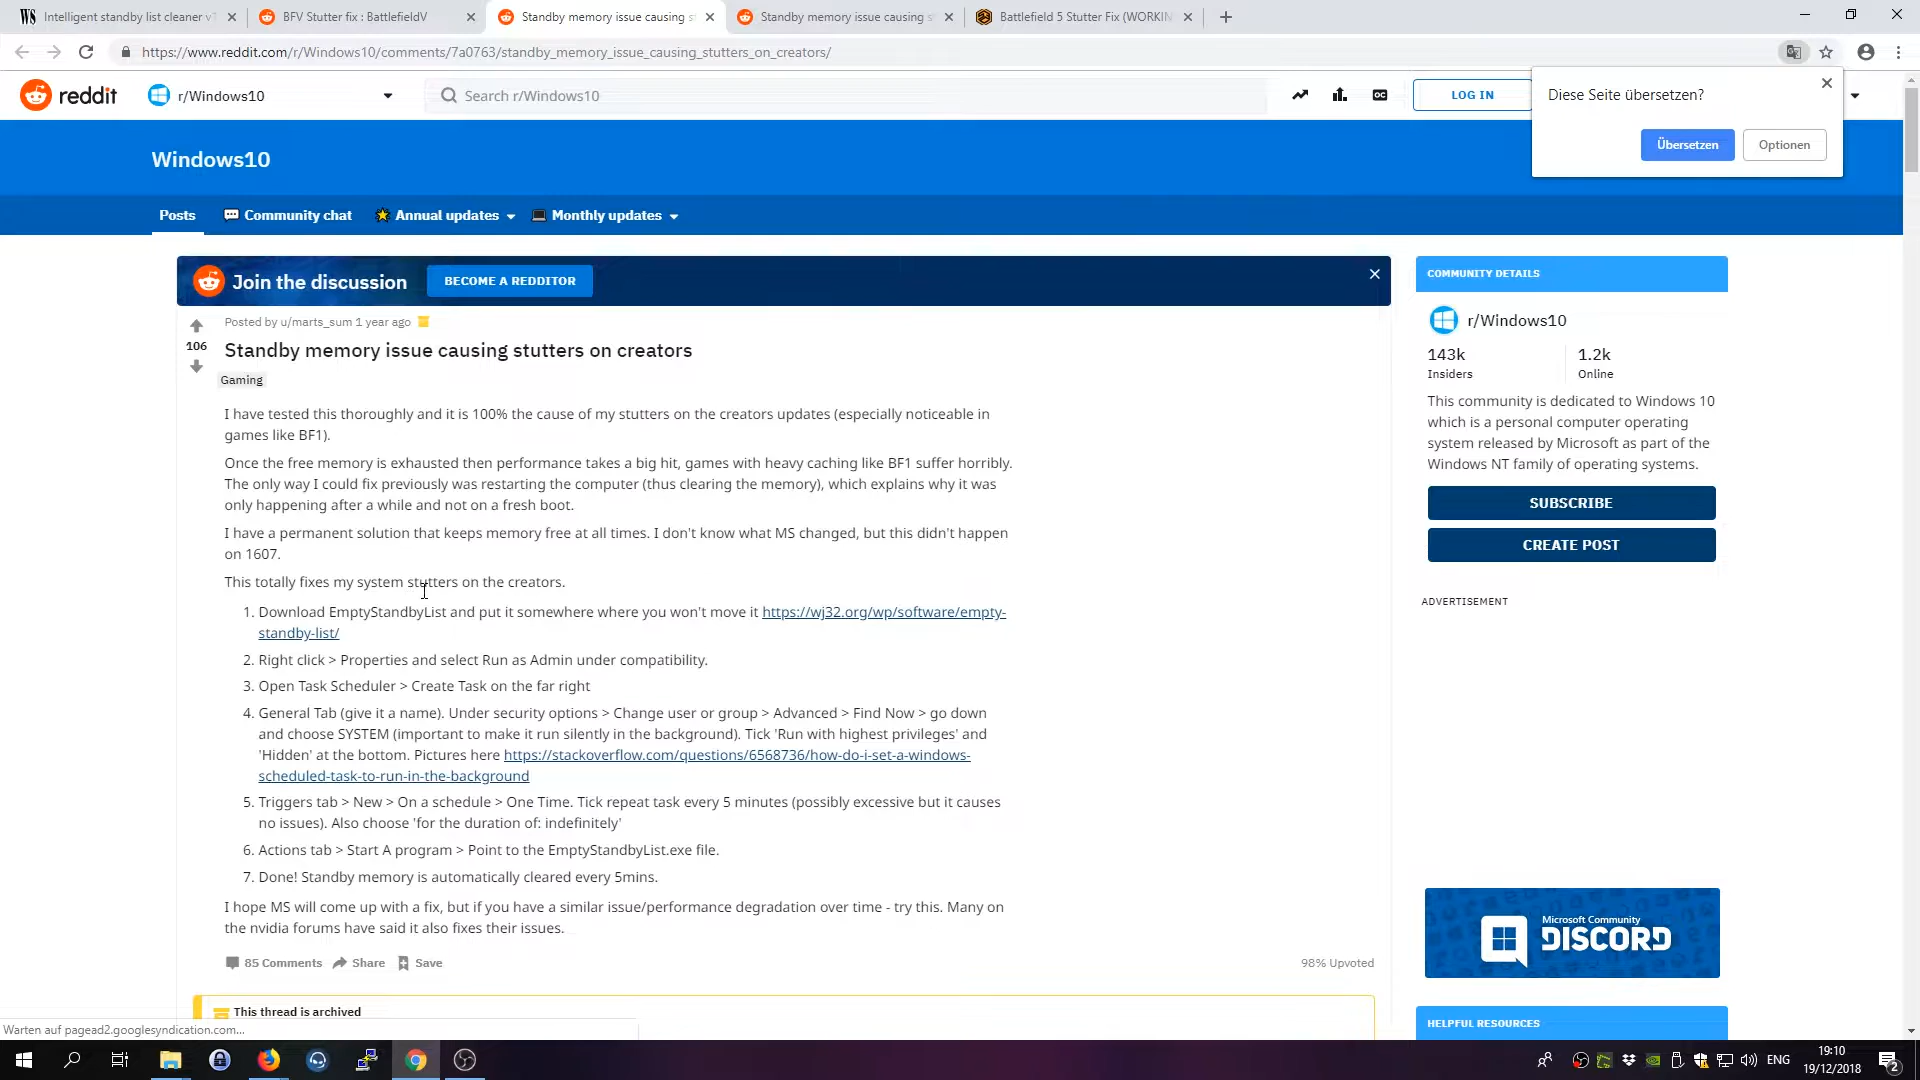 Intelligent standby list cleaner v
BFV Stutter fix : BattlefieldV
Standby memory issue causing s
Standby memory issue causing s
Battlefield 5 Stutter Fix (WORKIN
https://www.reddit.com/r/Windows10/comments/7a0763/standby_memory_issue_causing_stutters_on_creators/
reddit
r/Windows10
Search r/Windows10
LOG IN
Diese Seite übersetzen?
Übersetzen
Optionen
Windows10
Posts
Community chat
Annual updates
Monthly updates
Join the discussion
BECOME A REDDITOR
Posted by u/marts_sum 1 year ago
106
Standby memory issue causing stutters on creators
Gaming
I have tested this thoroughly and it is 100% the cause of my stutters on the creators updates (especially noticeable in
games like BF1).
Once the free memory is exhausted then performance takes a big hit, games with heavy caching like BF1 suffer horribly.
The only way I could fix previously was restarting the computer (thus clearing the memory), which explains why it was
only happening after a while and not on a fresh boot.
I have a permanent solution that keeps memory free at all times. I don't know what MS changed, but this didn't happen
on 1607.
This totally fixes my system stutters on the creators.
1. Download EmptyStandbyList and put it somewhere where you won't move it https://wj32.org/wp/software/empty-
standby-list/
2. Right click > Properties and select Run as Admin under compatibility.
3. Open Task Scheduler > Create Task on the far right
4. General Tab (give it a name). Under security options > Change user or group > Advanced > Find Now > go down
and choose SYSTEM (important to make it run silently in the background). Tick 'Run with highest privileges' and
'Hidden' at the bottom. Pictures here https://stackoverflow.com/questions/6568736/how-do-i-set-a-windows-
scheduled-task-to-run-in-the-background
5. Triggers tab > New > On a schedule > One Time. Tick repeat task every 5 minutes (possibly excessive but it causes
no issues). Also choose 'for the duration of: indefinitely'
6. Actions tab > Start A program > Point to the EmptyStandbyList.exe file.
7. Done! Standby memory is automatically cleared every 5mins.
I hope MS will come up with a fix, but if you have a similar issue/performance degradation over time - try this. Many on
the nvidia forums have said it also fixes their issues.
85 Comments
Share
Save
98% Upvoted
This thread is archived
COMMUNITY DETAILS
r/Windows10
143k
Insiders
1.2k
Online
This community is dedicated to Windows 10
which is a personal computer operating
system released by Microsoft as part of the
Windows NT family of operating systems.
SUBSCRIBE
CREATE POST
ADVERTISEMENT
Microsoft Community
DISCORD
HELPFUL RESOURCES
Warten auf pagead2.googlesyndication.com...
ENG
19:10
19/12/2018
2